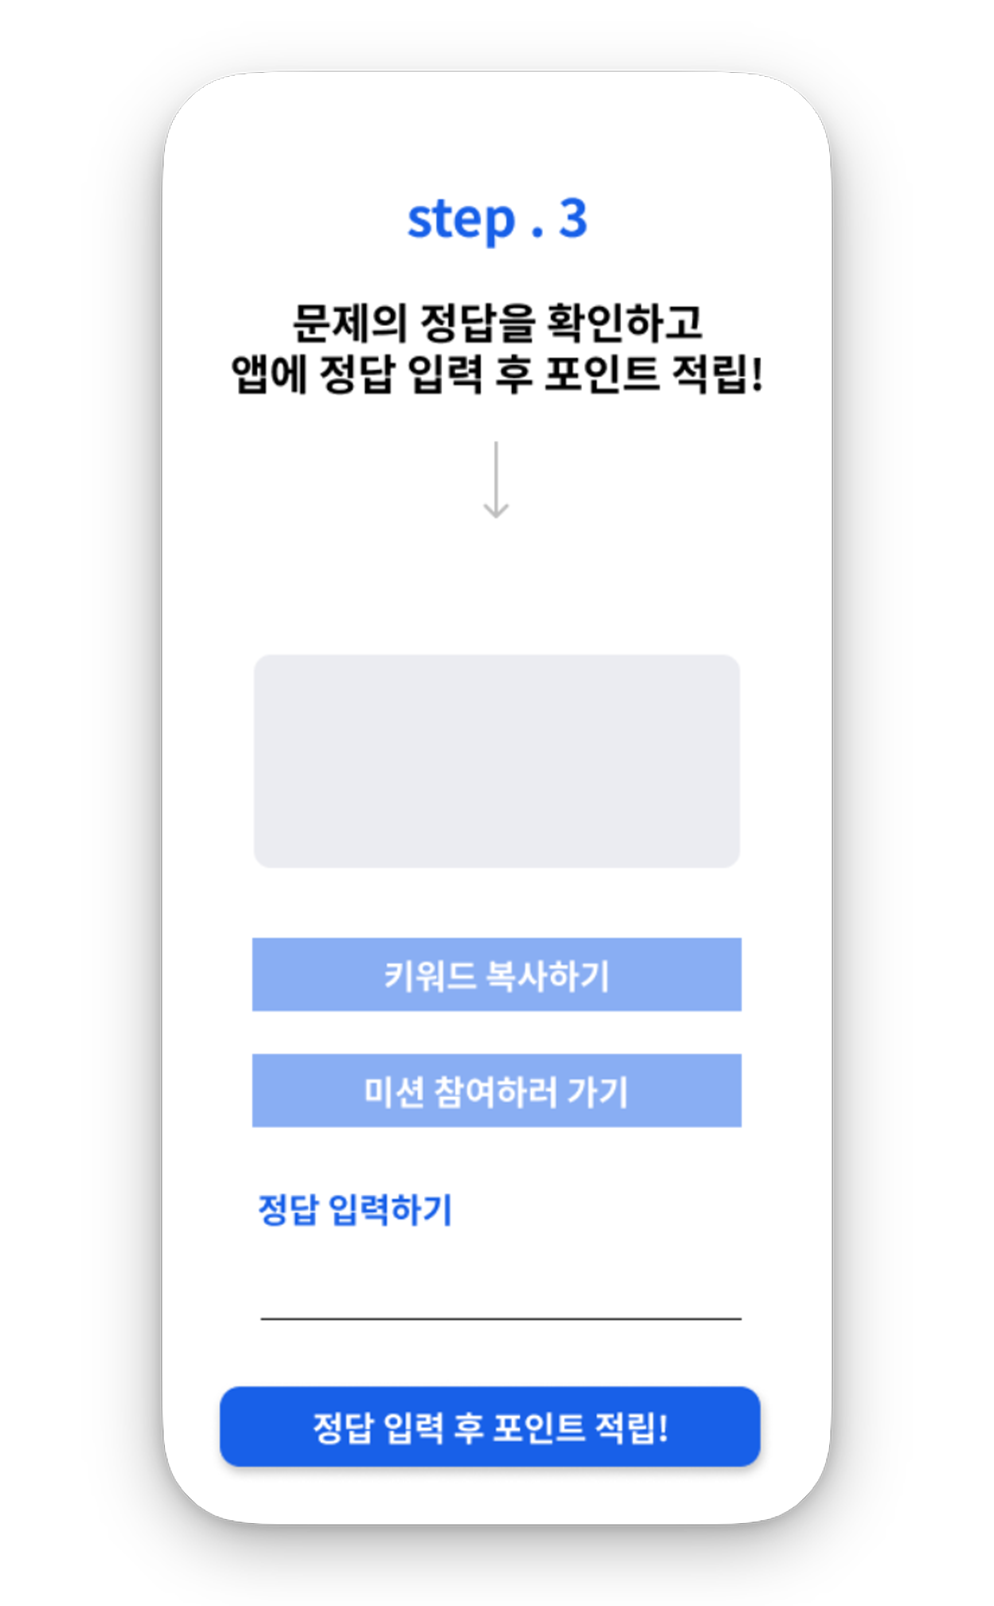 step . 3
문제의 정답을 확인하고
앱에 정답 입력 후 포인트 적립!
키워드 복사하기
미션 참여하러 가기
정답 입력하기
정답 입력 후 포인트 적립!